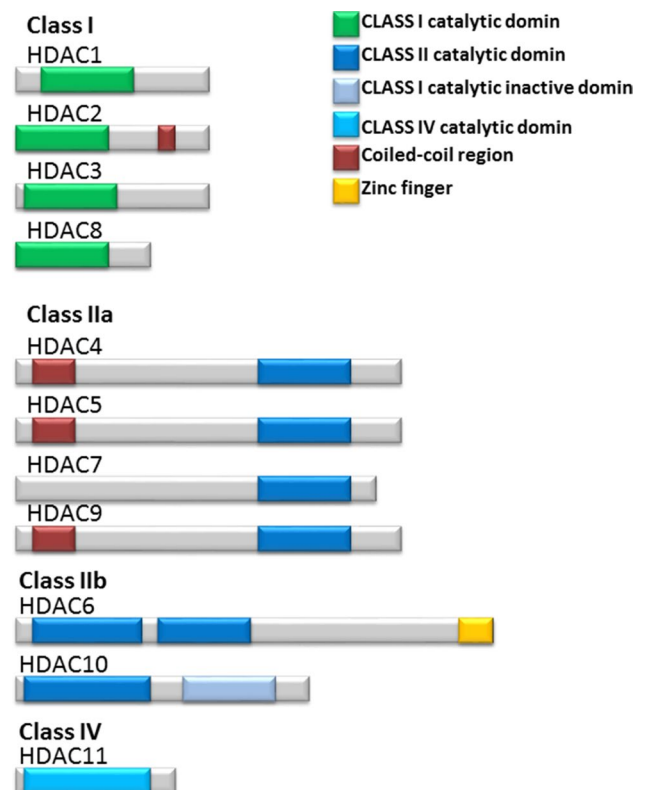 Class I
HDAC1
HDAC2
HDAC3
HDAC8
CLASS I catalytic domin
CLASS II catalytic domin
CLASS I catalytic inactive domin
CLASS IV catalytic domin
Coiled-coil region
Zinc finger
Class IIa
HDAC4
HDAC5
HDAC7
HDAC9
Class IIb
HDAC6
HDAC10
Class IV
HDAC11